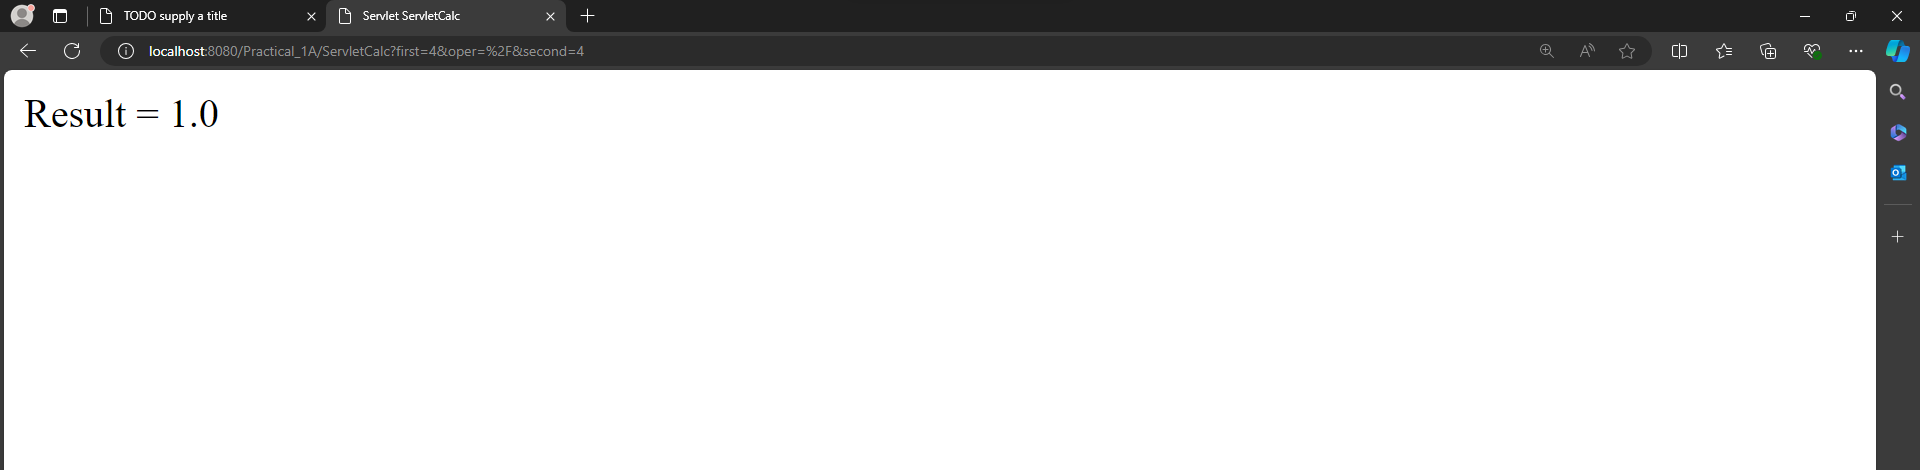 TODO supply a title
Servlet ServletCalc
localhost:8080/Practical_1A/ServletCalc?first=4&oper=%2F&second=4
Result = 1.0